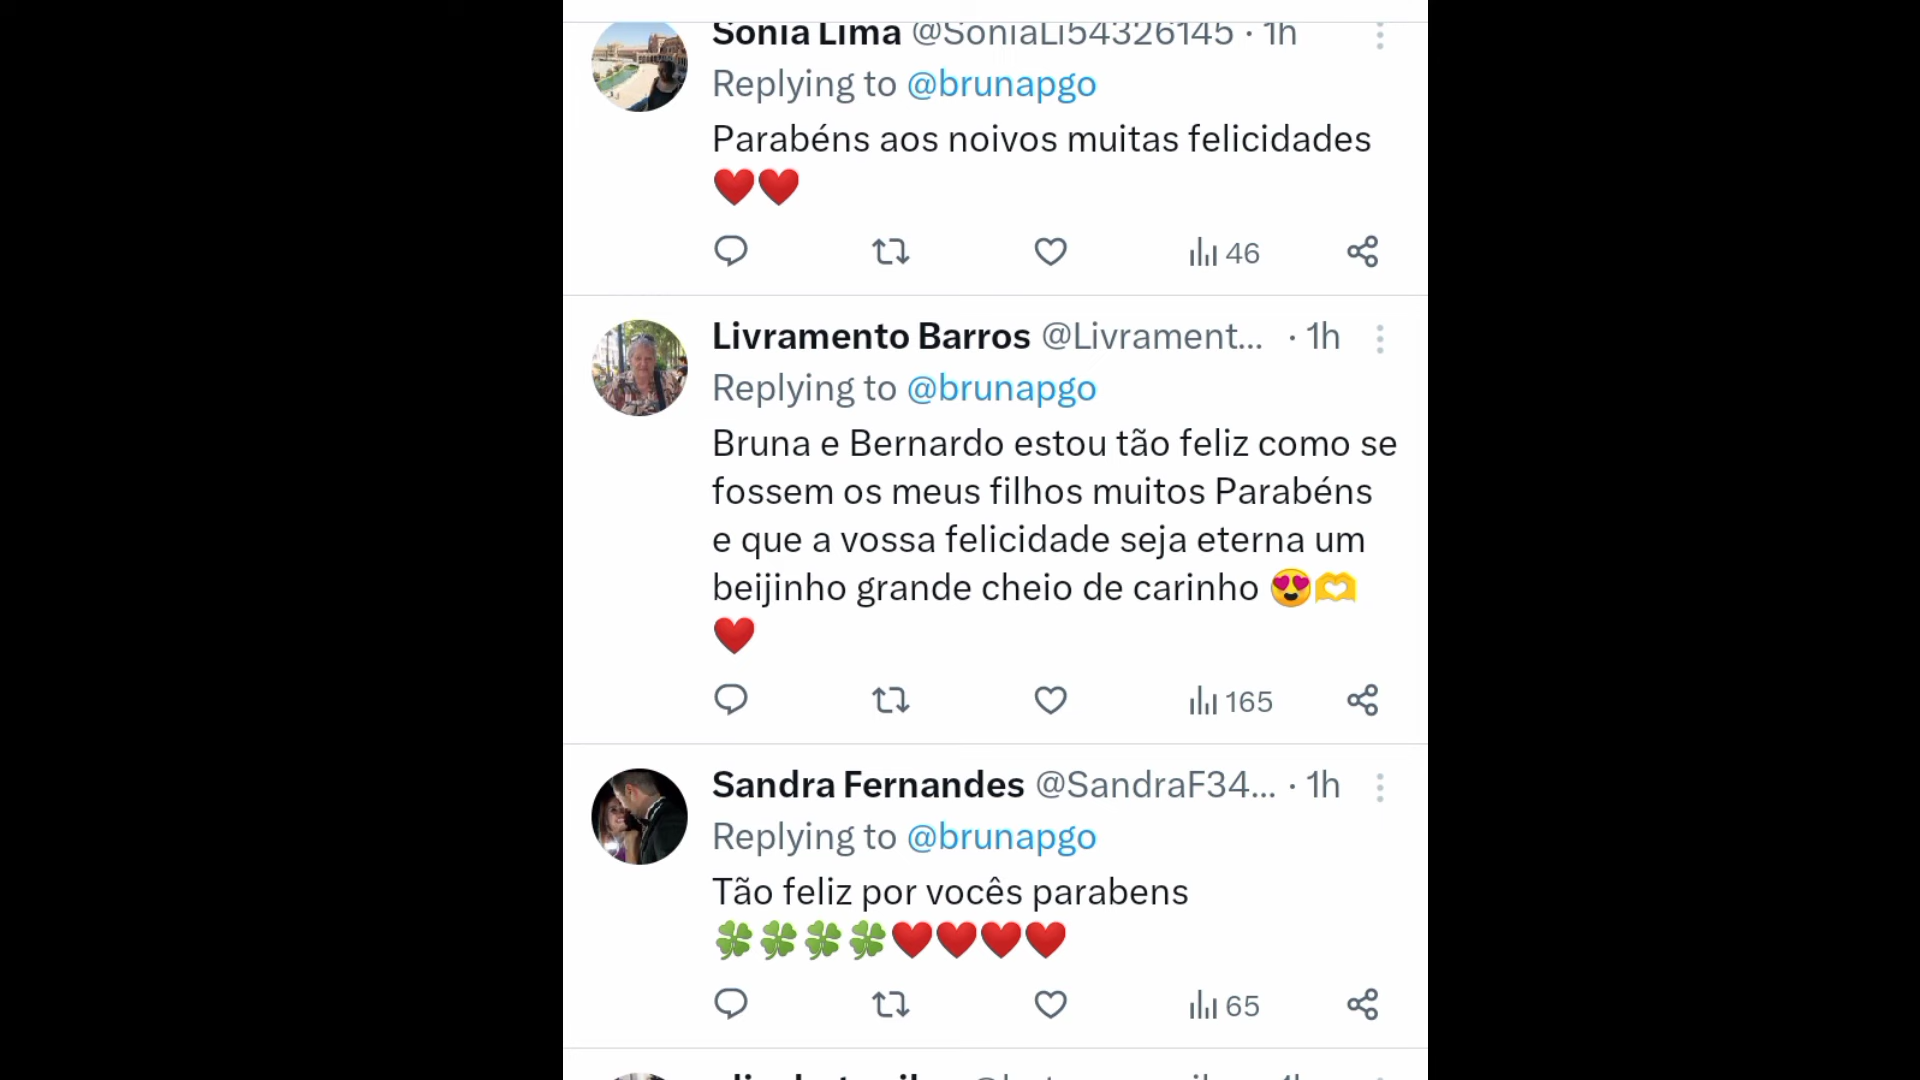 Sonia Lima @SoniaLi54326145 · 1h
Replying to @brunapgo
Parabéns aos noivos muitas felicidades
❤️❤️
46
Livramento Barros @Livrament... · 1h
Replying to @brunapgo
Bruna e Bernardo estou tão feliz como se
fossem os meus filhos muitos Parabéns
e que a vossa felicidade seja eterna um
beijinho grande cheio de carinho 😍🫶
❤️
165
Sandra Fernandes @SandraF34... · 1h
Replying to @brunapgo
Tão feliz por vocês parabens
🍀🍀🍀🍀❤️❤️❤️❤️
65